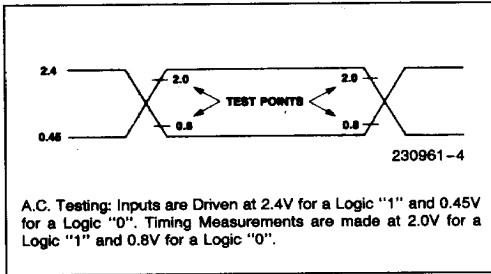 2.4
2.0
2.0
TEST POINTS
0.8
0.8
0.45
230961-4
A.C. Testing: Inputs are Driven at 2.4V for a Logic "1" and 0.45V
for a Logic "0". Timing Measurements are made at 2.0V for a
Logic "1" and 0.8V for a Logic "0".